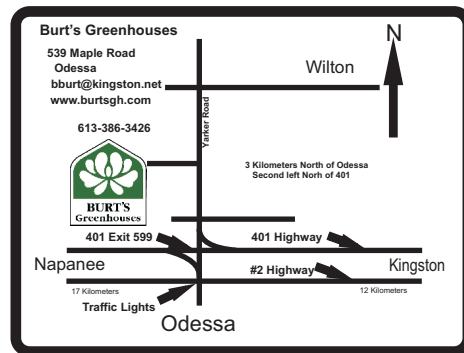 Burt's Greenhouses
539 Maple Road
Odessa
bburt@kingston.net
www.burtsgh.com
613-386-3426
N
Wilton
Yarker Road
3 Kilometers North of Odessa
Second left Norh of 401
BURT'S
Greenhouses
401 Exit 599
401 Highway
Napanee
#2 Highway
Kingston
17 Kilometers
12 Kilometers
Traffic Lights
Odessa